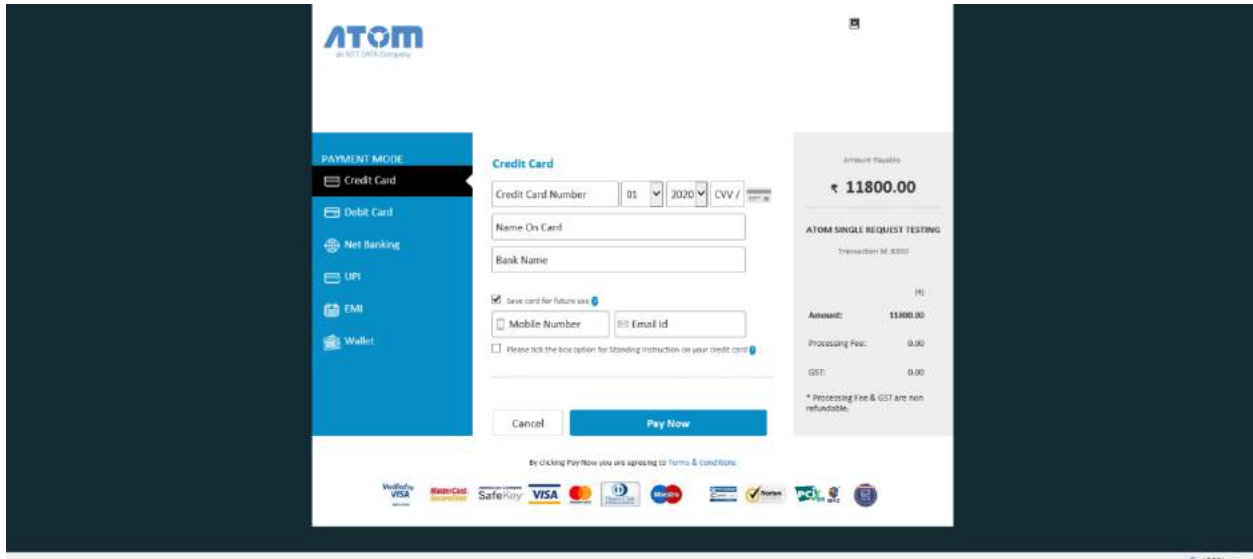 ATOM
an NTT DATA Company
PAYMENT MODE
Credit Card
Debit Card
Net Banking
UPI
EMI
Wallet
Credit Card
Credit Card Number 01 2020 CVV /
Name On Card
Bank Name
Save card for future use
Mobile Number Email Id
Please tick the box option for Standing Instruction on your credit card
Cancel Pay Now
Amount Payable
₹ 11800.00
ATOM SINGLE REQUEST TESTING
Transaction Id
Amount: 11800.00
Processing Fee: 0.00
GST: 0.00
* Processing Fee & GST are non
refundable.
By clicking Pay Now you are agreeing to Terms & Conditions
Verified by
VISA
MasterCard
SecureCode
AMERICAN EXPRESS
SafeKey
VISA
Maestro
Norton
PCI